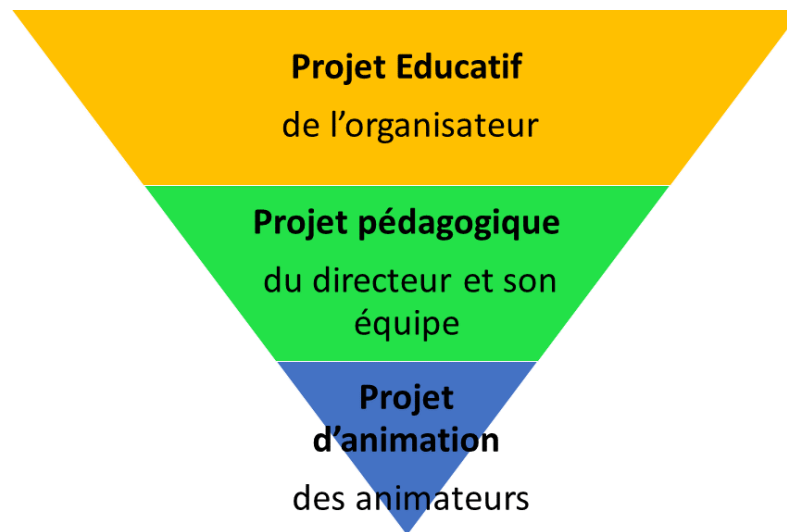 Projet Educatif
de l’organisateur
Projet pédagogique
du directeur et son
équipe
Projet
d’animation
des animateurs